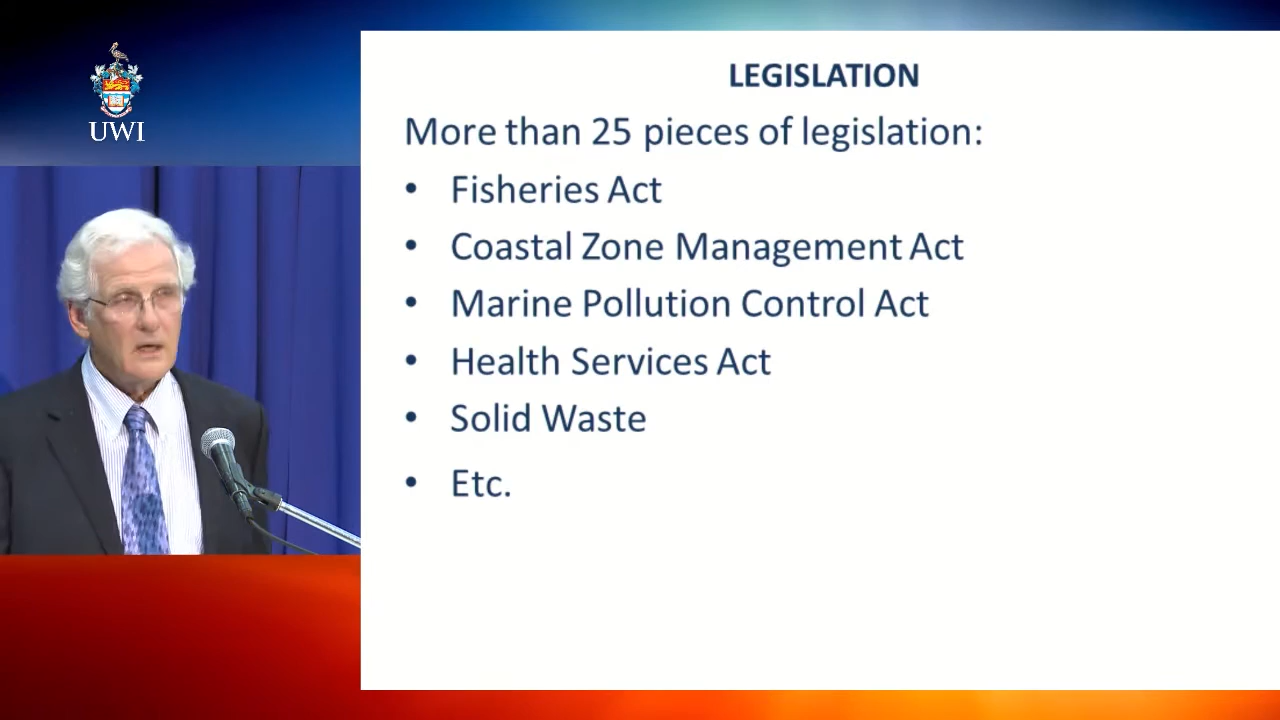 UWI
LEGISLATION
More than 25 pieces of legislation:
• Fisheries Act
• Coastal Zone Management Act
• Marine Pollution Control Act
• Health Services Act
• Solid Waste
• Etc.